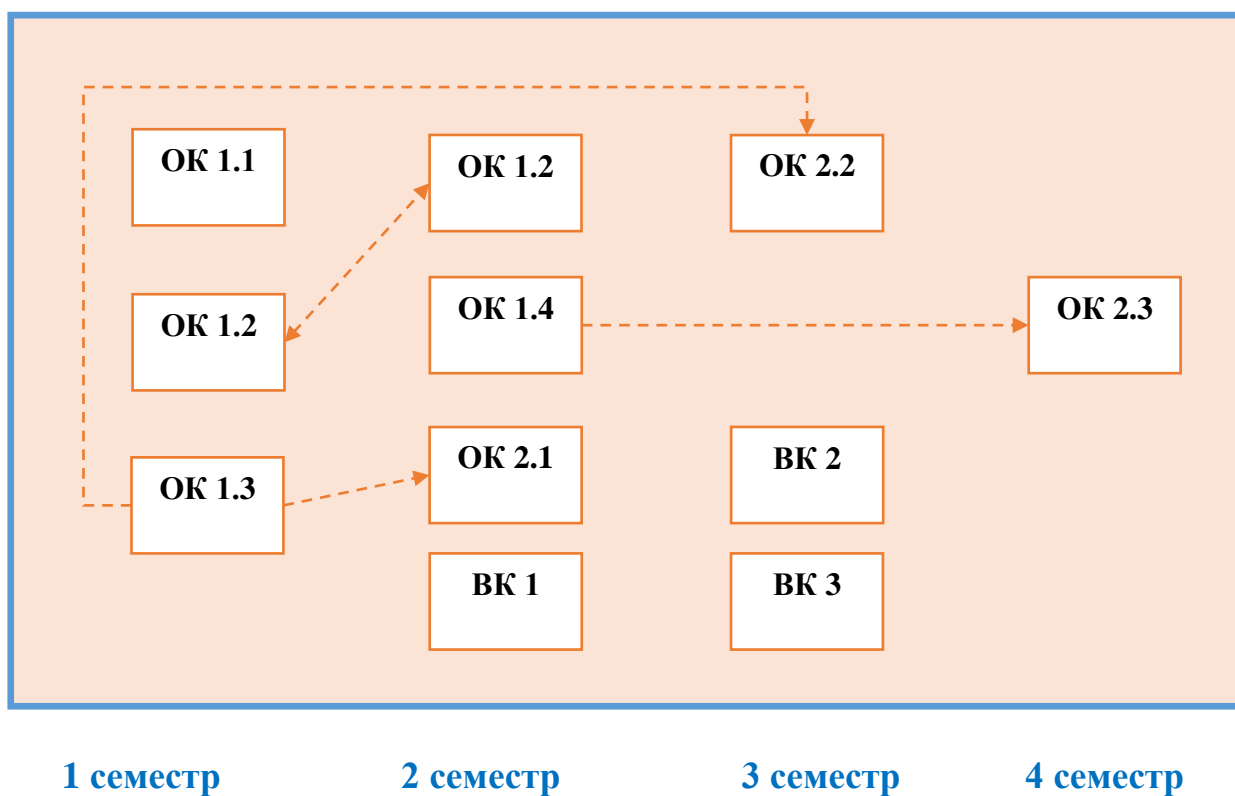 ОК 1.1
ОК 1.2
ОК 2.2
ОК 1.2
ОК 1.4
ОК 2.3
ОК 1.3
ОК 2.1
ВК 2
ВК 1
ВК 3
1 семестр
2 семестр
3 семестр
4 семестр